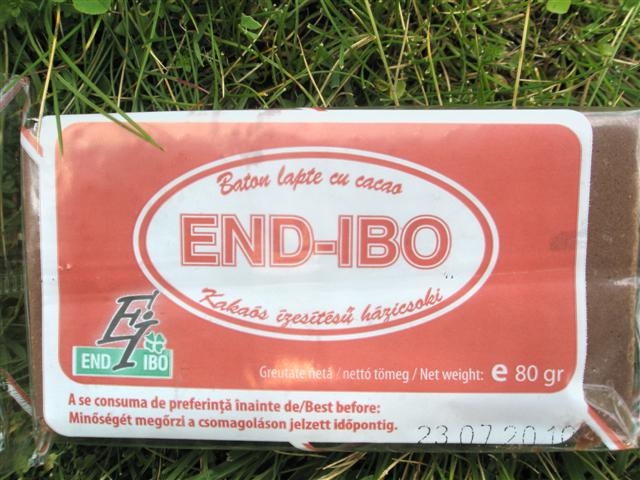 Baton lapte cu cacao
END-IBO
Kakaós ízesítésű házicsoki
EI
END IBO
Greutate netă / nettó tömeg / Net weight: e 80 gr
A se consuma de preferință înainte de/Best before:
Minőségét megőrzi a csomagoláson jelzett időpontig.
23 07 2010